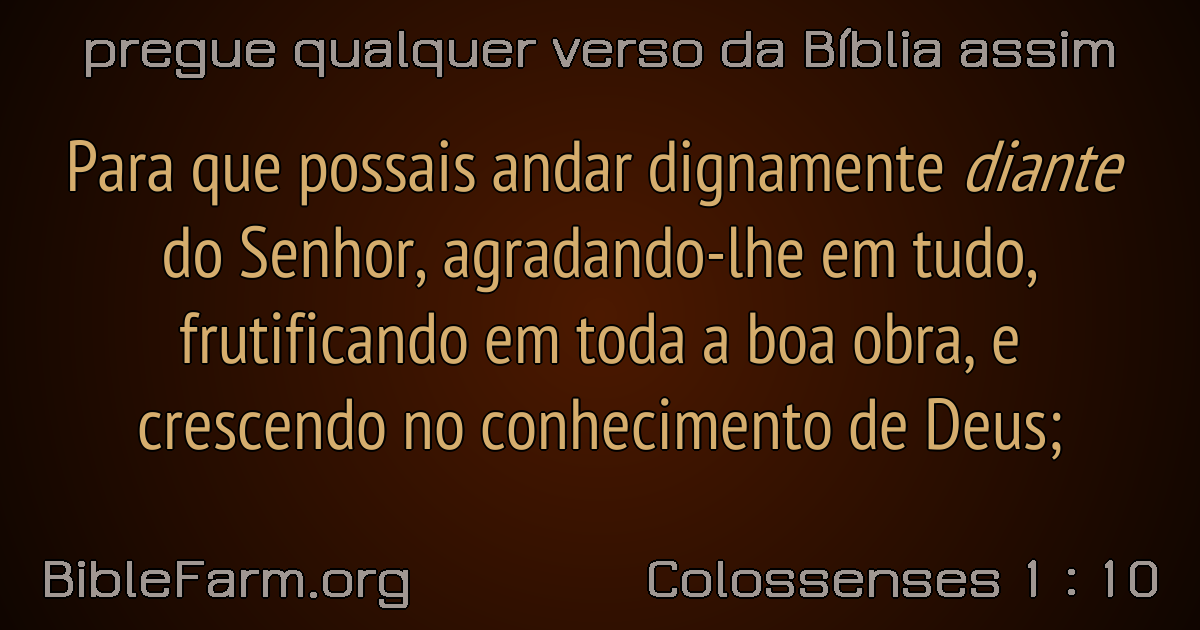 pregue qualquer verso da Bíblia assim
Para que possais andar dignamente diante
do Senhor, agradando-lhe em tudo,
frutificando em toda a boa obra, e
crescendo no conhecimento de Deus;
BibleFarm.org
Colossenses 1 : 10